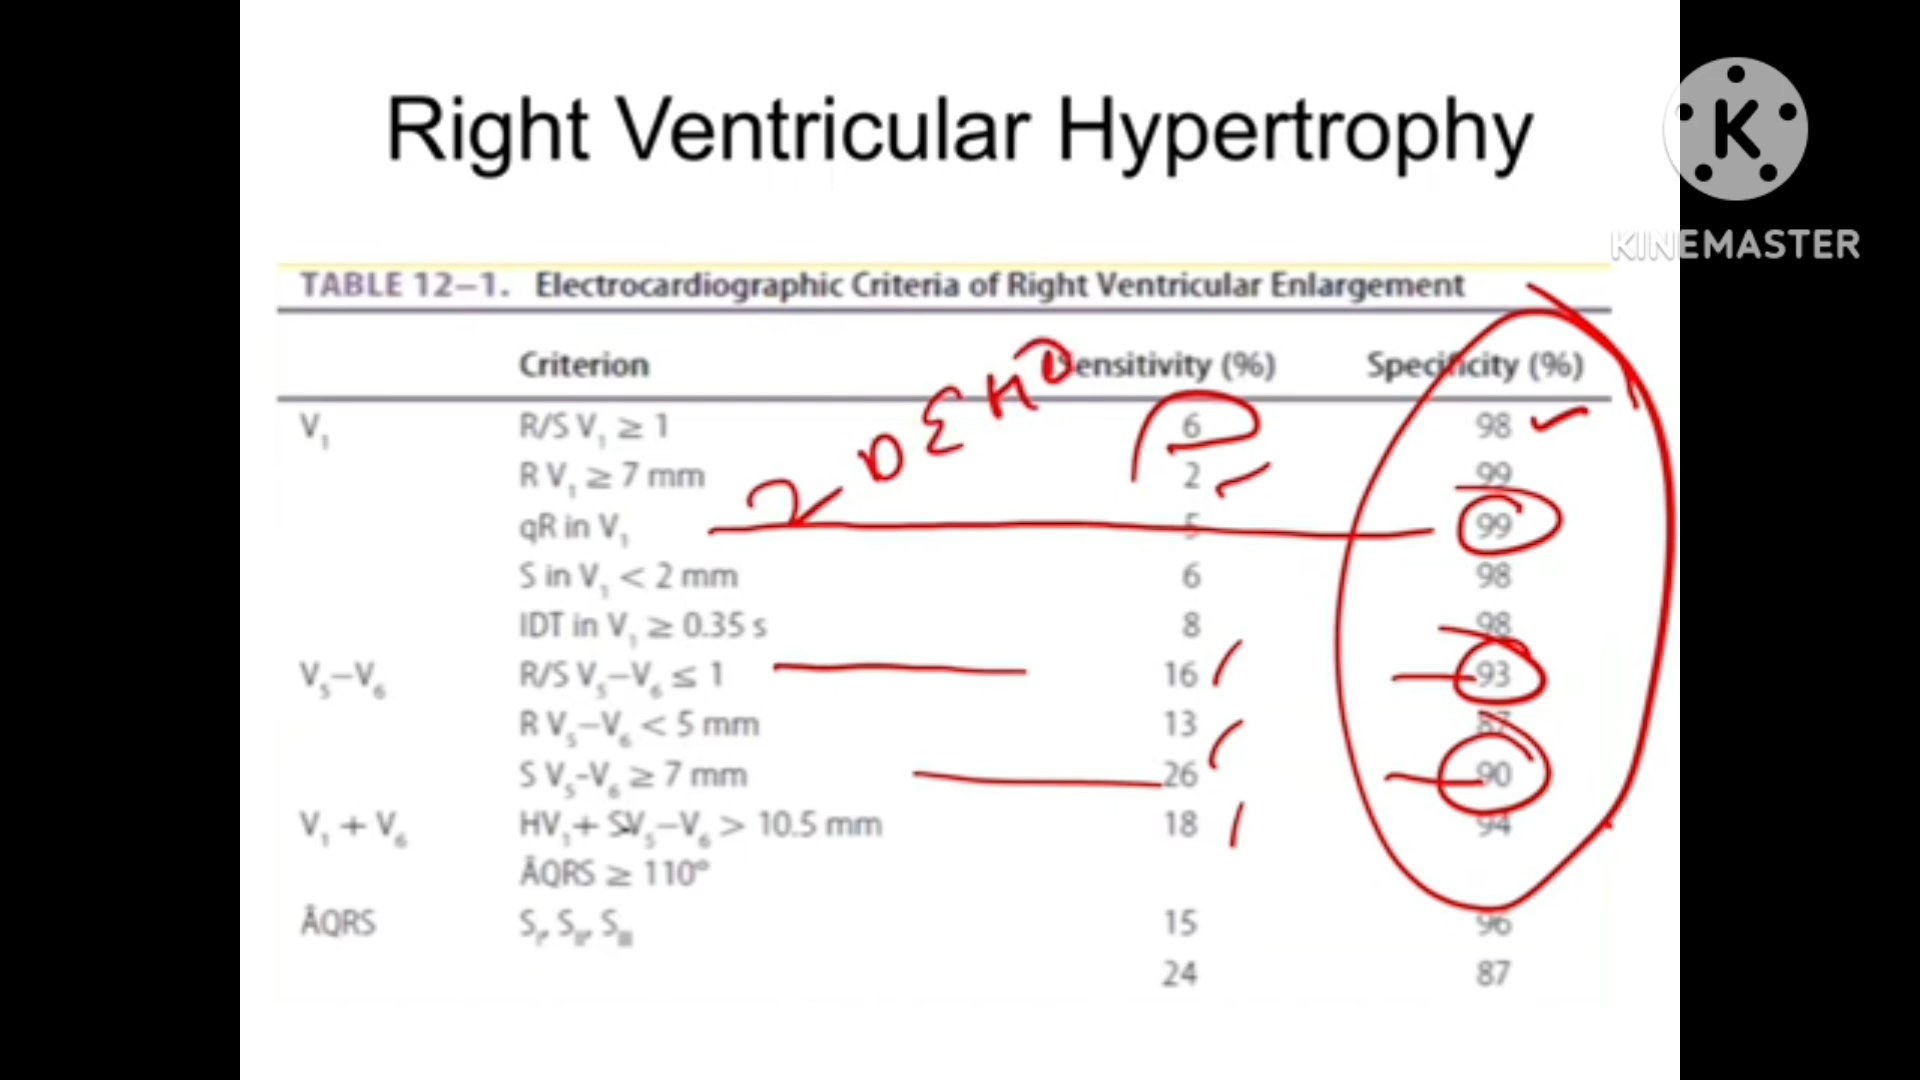 Right Ventricular Hypertrophy
K
KINEMASTER
TABLE 12–1. Electrocardiographic Criteria of Right Ventricular Enlargement
Criterion Sensitivity (%) Specificity (%)
V₁ R/S V₁ ≥ 1 6 98
R V₁ ≥ 7 mm 2 99
qR in V₁ 5 99
S in V₁ < 2 mm 6 98
IDT in V₁ ≥ 0.35 s 8 98
V₅–V₆ R/S V₅–V₆ ≤ 1 16 93
R V₅–V₆ < 5 mm 13 87
S V₅-V₆ ≥ 7 mm 26 90
V₁ + V₆ HV₁+ SV₅–V₆ > 10.5 mm 18 94
ÂQRS ≥ 110°
ÂQRS S_I, S_II, S_III 15 96
24 87